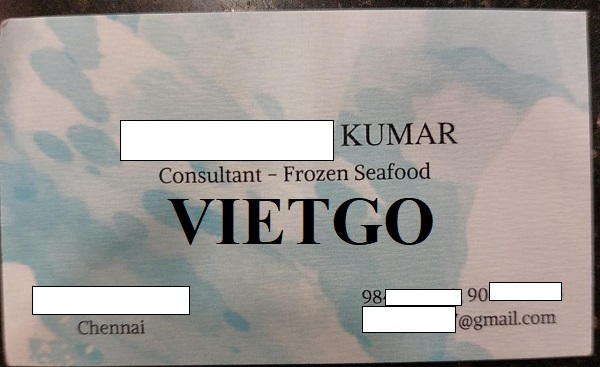 KUMAR
Consultant – Frozen Seafood
VIETGO
98 90
Chennai
@gmail.com